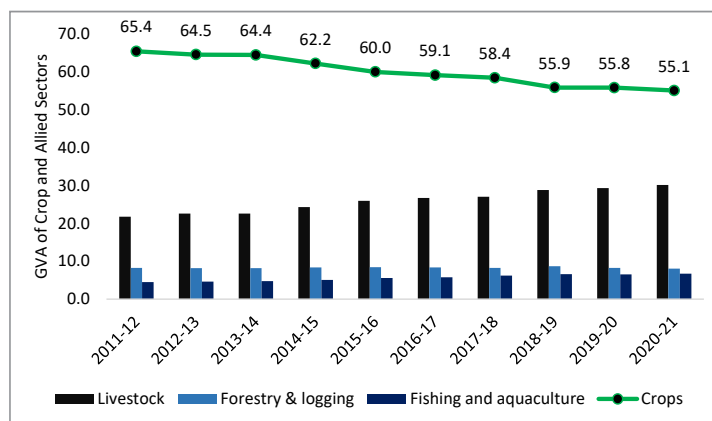 65.4 64.5 64.4 62.2 60.0 59.1 58.4 55.9 55.8 55.1
70.0
60.0
50.0
40.0
30.0
20.0
10.0
0.0
GVA of Crop and Allied Sectors
2011-12 2012-13 2013-14 2014-15 2015-16 2016-17 2017-18 2018-19 2019-20 2020-21
Livestock Forestry & logging Fishing and aquaculture Crops